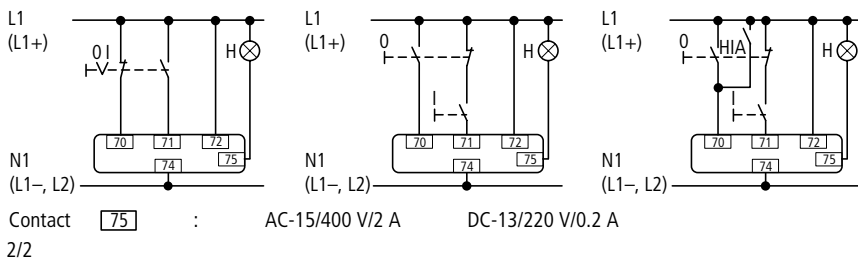 L1 L1 L1
(L1+) (L1+) (L1+)
0 I H 0 H 0 HIA H
I I
70 71 72 70 71 72 70 71 72
75 75 75
74 74 74
N1 N1 N1
(L1–, L2) (L1–, L2) (L1–, L2)
Contact 75 : AC-15/400 V/2 A DC-13/220 V/0.2 A
2/2